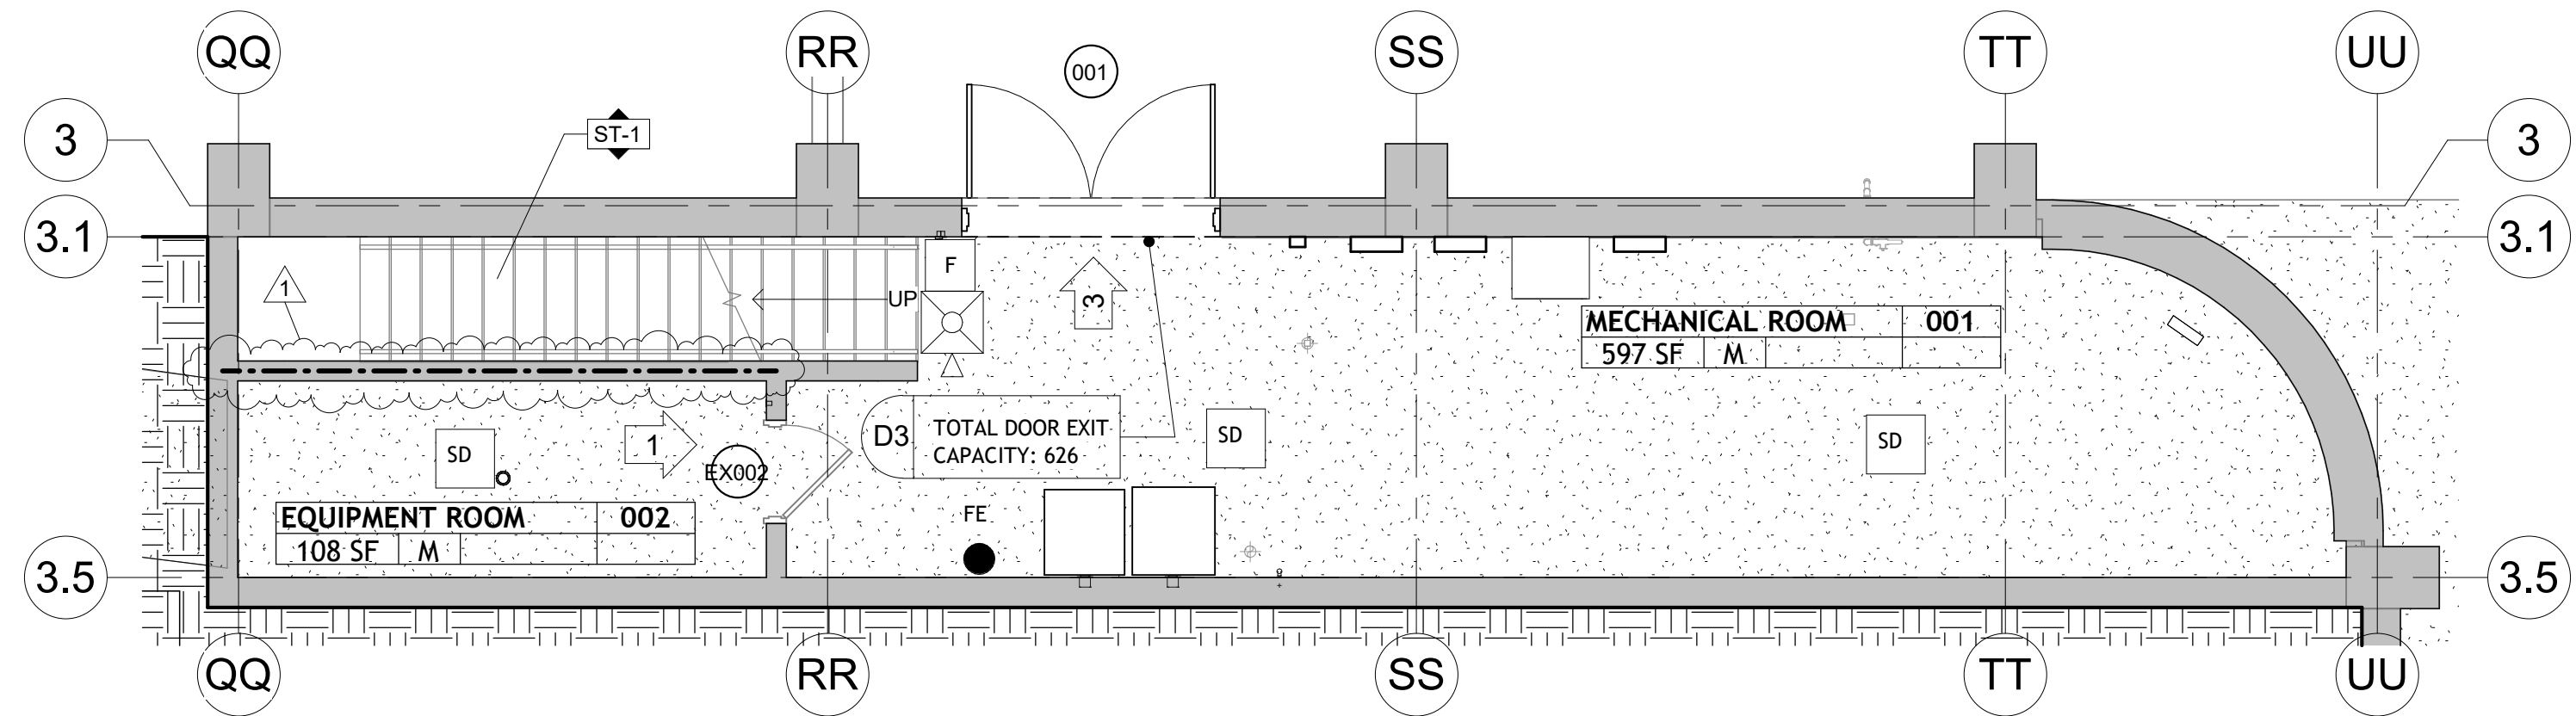 QQ RR SS TT UU
001
3 ST-1 3
3.1 3.1
F
1 UP 3
MECHANICAL ROOM 001
597 SF M
D3 TOTAL DOOR EXIT
CAPACITY: 626
SD SD
SD 1
EX002
EQUIPMENT ROOM 002
108 SF M
FE
3.5 3.5
QQ RR SS TT UU